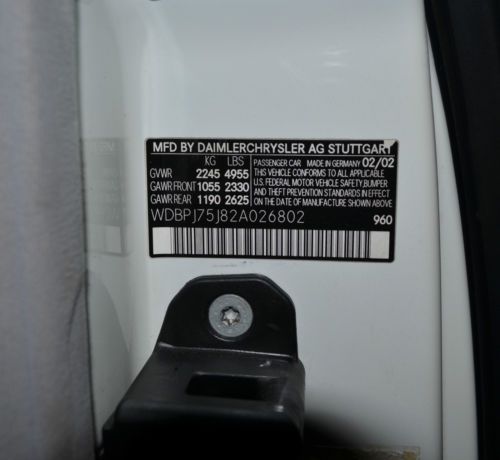 MFD BY DAIMLERCHRYSLER AG STUTTGART
KG LBS
GVWR 2245 4955
GAWR FRONT 1055 2330
GAWR REAR 1190 2625
PASSENGER CAR MADE IN GERMANY 02/02
THIS VEHICLE CONFORMS TO ALL APPLICABLE
U.S. FEDERAL MOTOR VEHICLE SAFETY, BUMPER
AND THEFT PREVENTION STANDARDS IN EFFECT
ON THE DATE OF MANUFACTURE SHOWN ABOVE
WDBPJ75J82A026802
960